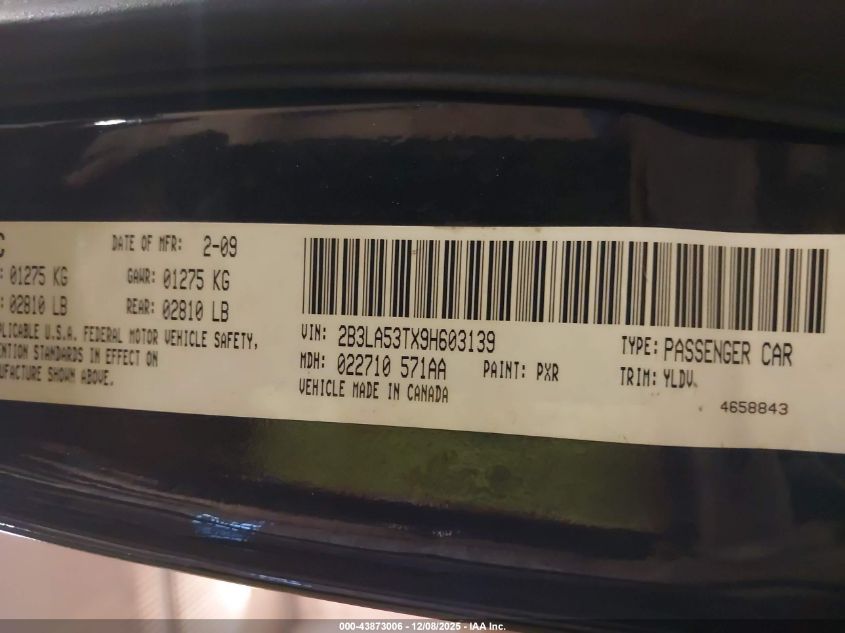 C DATE OF MFR: 2-09
: 01275 KG GAWR: 01275 KG
: 02810 LB REAR: 02810 LB
PLICABLE U.S.A. FEDERAL MOTOR VEHICLE SAFETY,
ENTION STANDARDS IN EFFECT ON
UFACTURE SHOWN ABOVE.
VIN: 2B3LA53TX9H603139 TYPE: PASSENGER CAR
MDH: 022710 571AA PAINT: PXR TRIM: YLDV
VEHICLE MADE IN CANADA 4658843
000-43873006 - 12/08/2025 - IAA Inc.